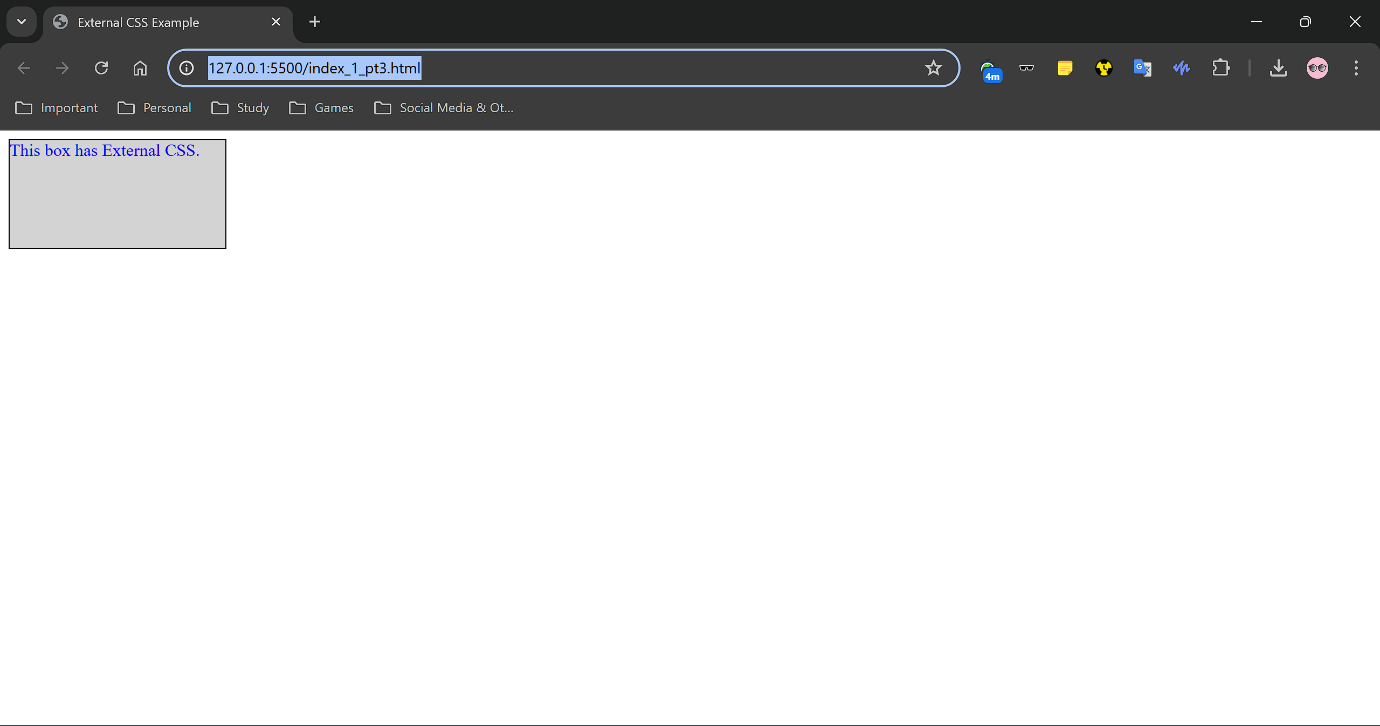 External CSS Example
127.0.0.1:5500/index_1_pt3.html
4m
G
Important
Personal
Study
Games
Social Media & Ot...
This box has External CSS.